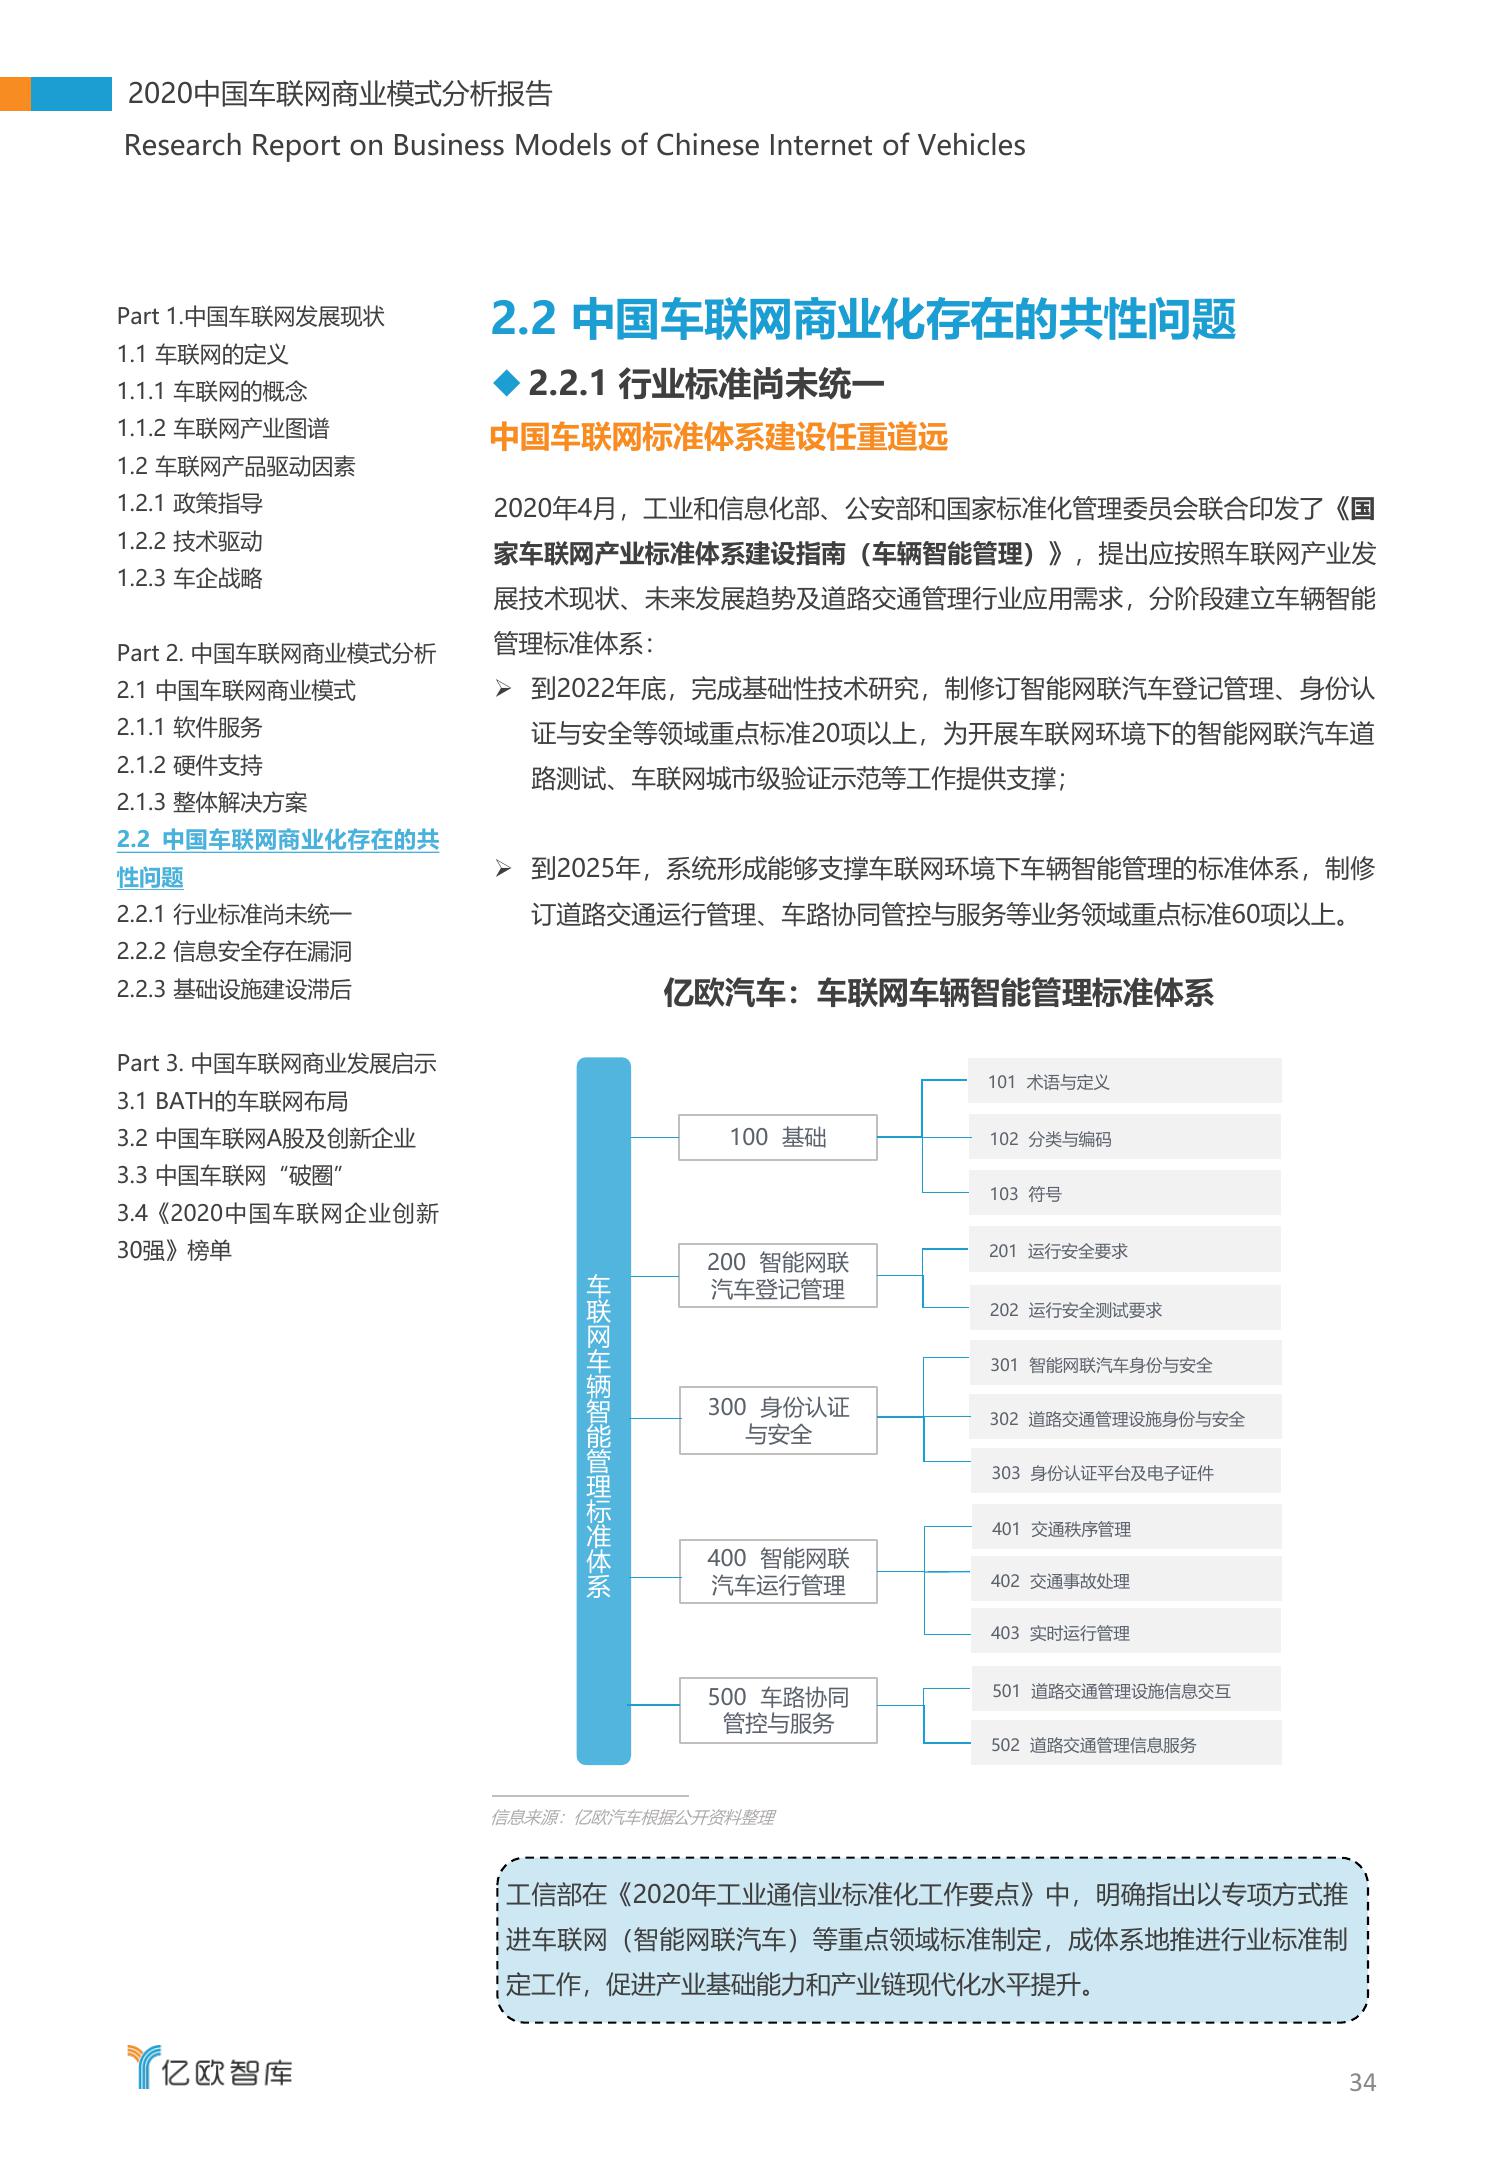 2020中国车联网商业模式分析报告
Research Report on Business Models of Chinese Internet of Vehicles
Part 1.中国车联网发展现状
1.1 车联网的定义
1.1.1 车联网的概念
1.1.2 车联网产业图谱
1.2 车联网产品驱动因素
1.2.1 政策指导
1.2.2 技术驱动
1.2.3 车企战略
Part 2. 中国车联网商业模式分析
2.1 中国车联网商业模式
2.1.1 软件服务
2.1.2 硬件支持
2.1.3 整体解决方案
2.2 中国车联网商业化存在的共
性问题
2.2.1 行业标准尚未统一
2.2.2 信息安全存在漏洞
2.2.3 基础设施建设滞后
Part 3. 中国车联网商业发展启示
3.1 BATH的车联网布局
3.2 中国车联网A股及创新企业
3.3 中国车联网“破圈”
3.4《2020中国车联网企业创新
30强》榜单
2.2 中国车联网商业化存在的共性问题
◆ 2.2.1 行业标准尚未统一
中国车联网标准体系建设任重道远
2020年4月，工业和信息化部、公安部和国家标准化管理委员会联合印发了《国
家车联网产业标准体系建设指南（车辆智能管理）》，提出应按照车联网产业发
展技术现状、未来发展趋势及道路交通管理行业应用需求，分阶段建立车辆智能
管理标准体系：
➢ 到2022年底，完成基础性技术研究，制修订智能网联汽车登记管理、身份认
证与安全等领域重点标准20项以上，为开展车联网环境下的智能网联汽车道
路测试、车联网城市级验证示范等工作提供支撑；
➢ 到2025年，系统形成能够支撑车联网环境下车辆智能管理的标准体系，制修
订道路交通运行管理、车路协同管控与服务等业务领域重点标准60项以上。
亿欧汽车：车联网车辆智能管理标准体系
车联网车辆智能管理标准体系
100 基础
101 术语与定义
102 分类与编码
103 符号
200 智能网联
汽车登记管理
201 运行安全要求
202 运行安全测试要求
300 身份认证
与安全
301 智能网联汽车身份与安全
302 道路交通管理设施身份与安全
303 身份认证平台及电子证件
400 智能网联
汽车运行管理
401 交通秩序管理
402 交通事故处理
403 实时运行管理
500 车路协同
管控与服务
501 道路交通管理设施信息交互
502 道路交通管理信息服务
信息来源：亿欧汽车根据公开资料整理
工信部在《2020年工业通信业标准化工作要点》中，明确指出以专项方式推
进车联网（智能网联汽车）等重点领域标准制定，成体系地推进行业标准制
定工作，促进产业基础能力和产业链现代化水平提升。
亿欧智库
34